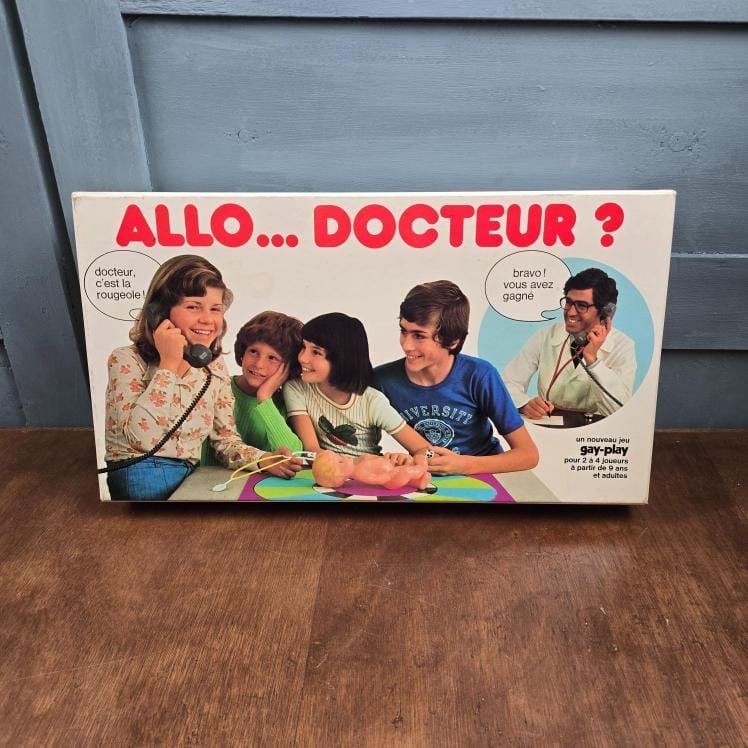 ALLO... DOCTEUR ?
docteur,
c'est la
rougeole !
bravo !
vous avez
gagné
UNIVERSITY
un nouveau jeu
gay-play
pour 2 à 4 joueurs
à partir de 9 ans
et adultes